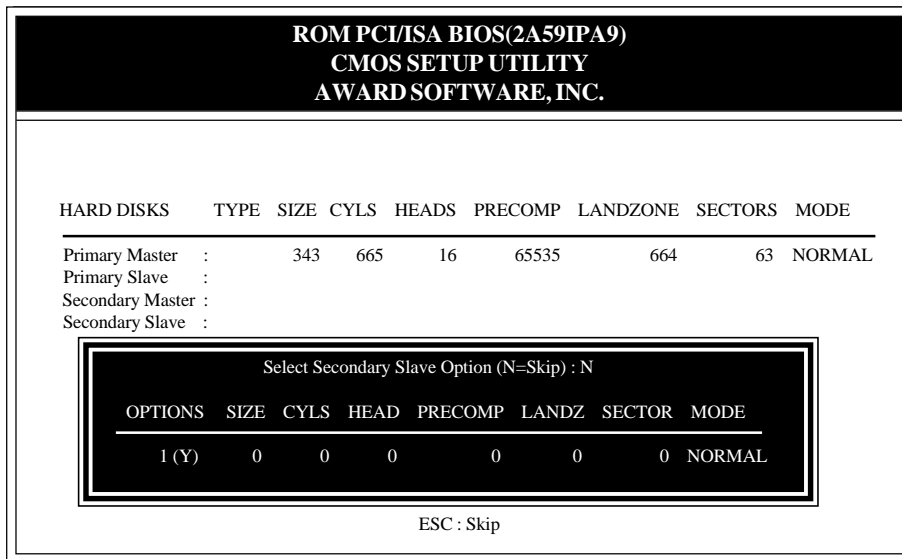 ROM PCI/ISA BIOS(2A59IPA9)
CMOS SETUP UTILITY
AWARD SOFTWARE, INC.
HARD DISKS TYPE SIZE CYLS HEADS PRECOMP LANDZONE SECTORS MODE
Primary Master : 343 665 16 65535 664 63 NORMAL
Primary Slave :
Secondary Master :
Secondary Slave :
Select Secondary Slave Option (N=Skip) : N
OPTIONS SIZE CYLS HEAD PRECOMP LANDZ SECTOR MODE
1 (Y) 0 0 0 0 0 0 NORMAL
ESC : Skip